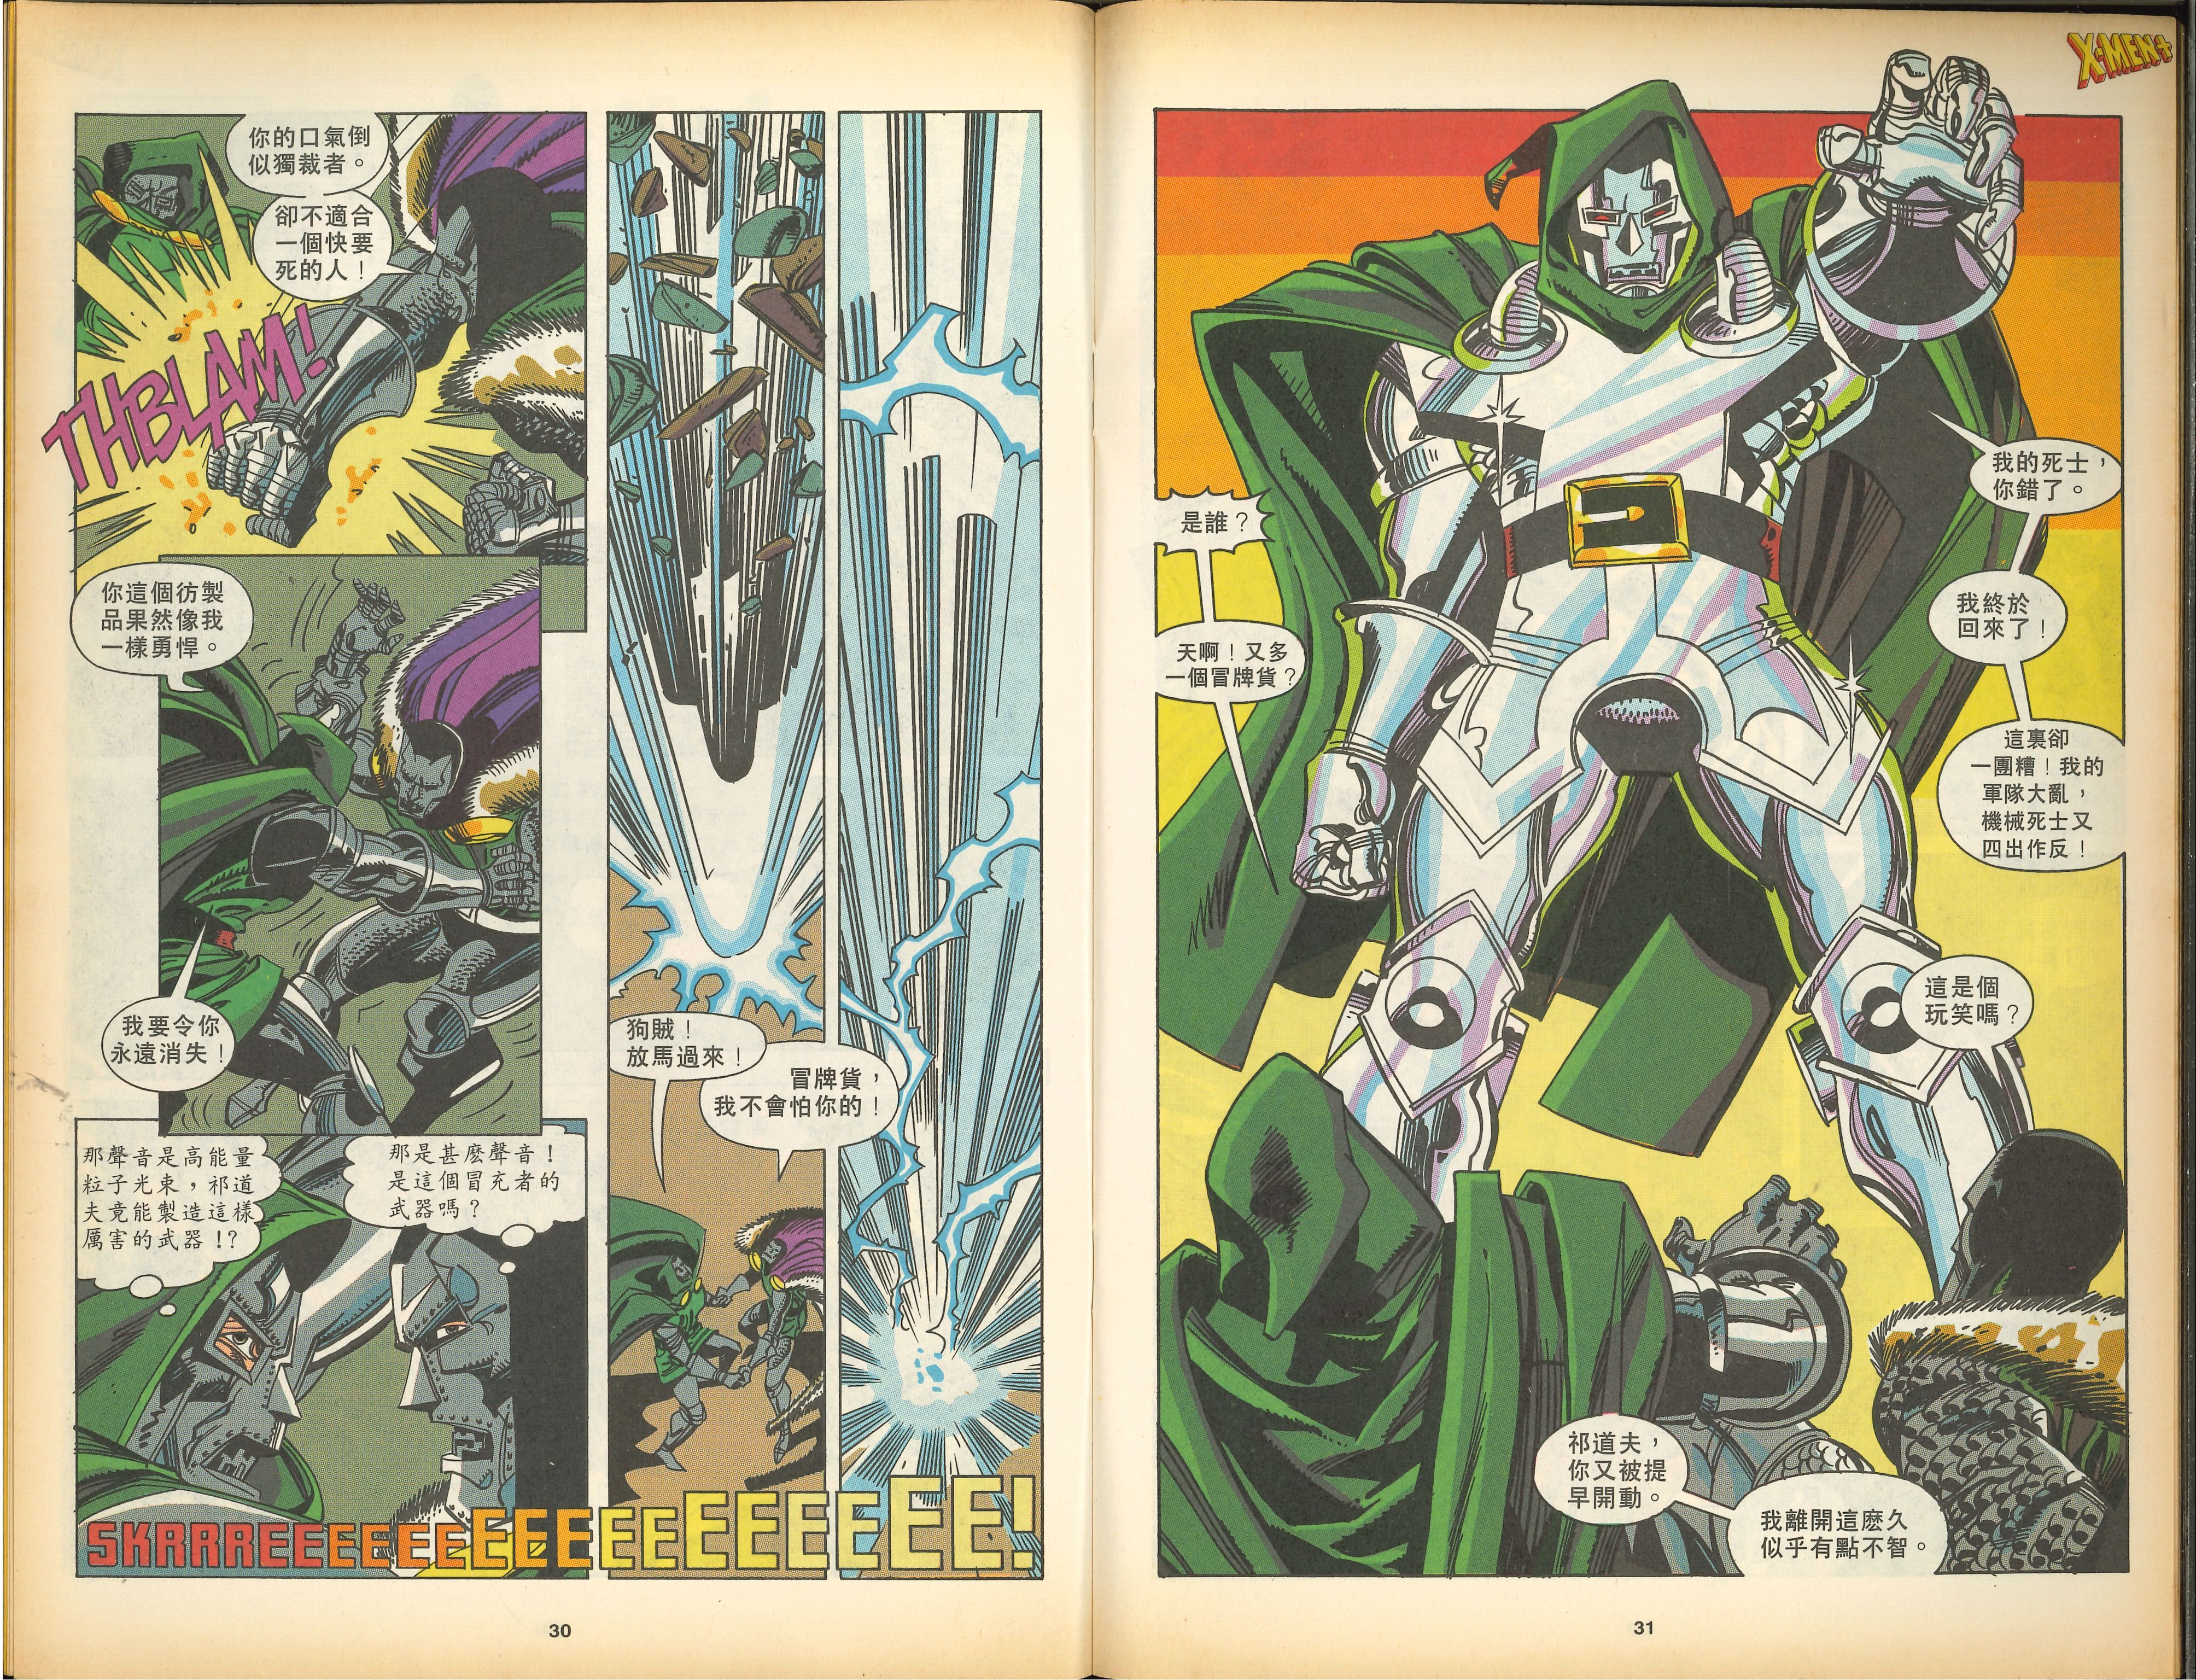 你的口氣倒
似獨裁者。
卻不適合
一個快要
死的人！
THBLAM!
你這個彷製
品果然像我
一樣勇悍。
我要令你
永遠消失！
那聲音是高能量
粒子光束，祁道
夫竟能製造這樣
厲害的武器！?
那是甚麽聲音！
是這個冒充者的
武器嗎？
狗賊！
放馬過來！
冒牌貨，
我不會怕你的！
SKRRREEEEEEEEEEEEEEEEEE!
30
X-MEN+
是誰？
天啊！又多
一個冒牌貨？
我的死士，
你錯了。
我終於
回來了！
這裏卻
一團糟！我的
軍隊大亂，
機械死士又
四出作反！
這是個
玩笑嗎？
祁道夫，
你又被提
早開動。
我離開這麽久
似乎有點不智。
31